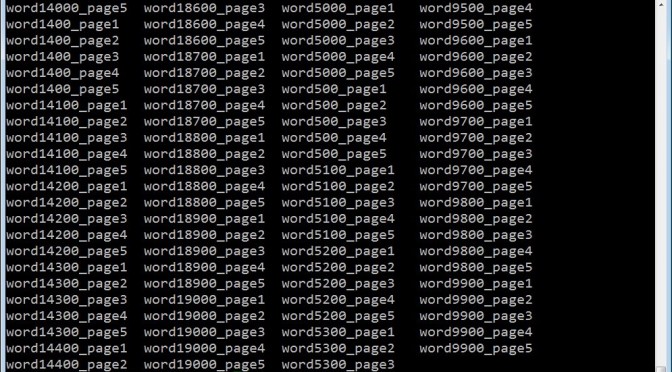 word14000_page5 word18600_page3 word5000_page1 word9500_page4
word1400_page1 word18600_page4 word5000_page2 word9500_page5
word1400_page2 word18600_page5 word5000_page3 word9600_page1
word1400_page3 word18700_page1 word5000_page4 word9600_page2
word1400_page4 word18700_page2 word5000_page5 word9600_page3
word1400_page5 word18700_page3 word500_page1 word9600_page4
word14100_page1 word18700_page4 word500_page2 word9600_page5
word14100_page2 word18700_page5 word500_page3 word9700_page1
word14100_page3 word18800_page1 word500_page4 word9700_page2
word14100_page4 word18800_page2 word500_page5 word9700_page3
word14100_page5 word18800_page3 word5100_page1 word9700_page4
word14200_page1 word18800_page4 word5100_page2 word9700_page5
word14200_page2 word18800_page5 word5100_page3 word9800_page1
word14200_page3 word18900_page1 word5100_page4 word9800_page2
word14200_page4 word18900_page2 word5100_page5 word9800_page3
word14200_page5 word18900_page3 word5200_page1 word9800_page4
word14300_page1 word18900_page4 word5200_page2 word9800_page5
word14300_page2 word18900_page5 word5200_page3 word9900_page1
word14300_page3 word19000_page1 word5200_page4 word9900_page2
word14300_page4 word19000_page2 word5200_page5 word9900_page3
word14300_page5 word19000_page3 word5300_page1 word9900_page4
word14400_page1 word19000_page4 word5300_page2 word9900_page5
word14400_page2 word19000_page5 word5300_page3